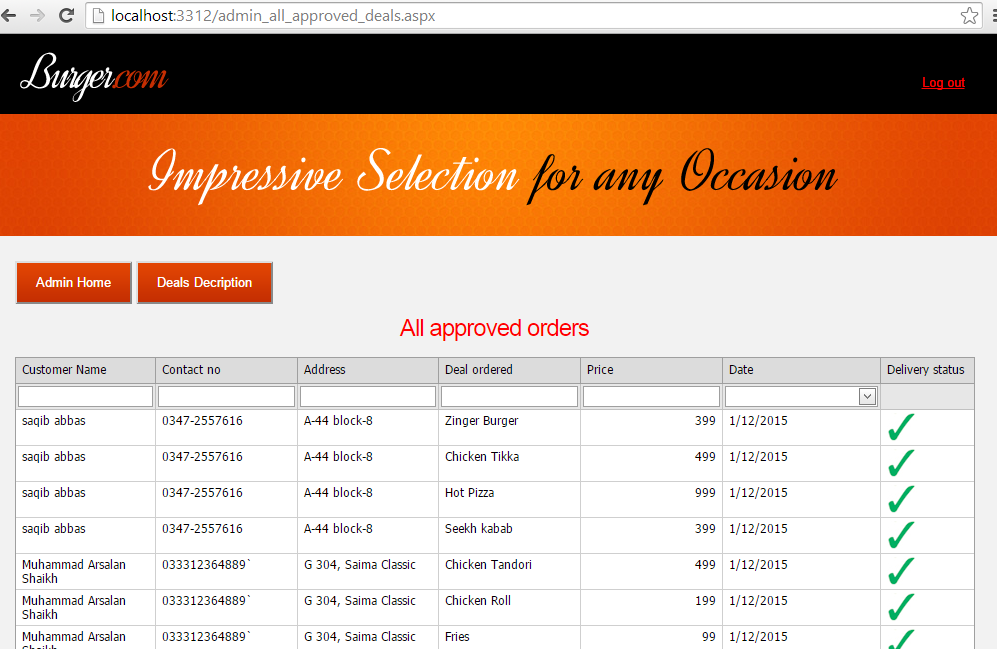 localhost:3312/admin_all_approved_deals.aspx
Burger.com
Log out
Impressive Selection for any Occasion
Admin Home Deals Decription
All approved orders
Customer Name Contact no Address Deal ordered Price Date Delivery status
saqib abbas 0347-2557616 A-44 block-8 Zinger Burger 399 1/12/2015
saqib abbas 0347-2557616 A-44 block-8 Chicken Tikka 499 1/12/2015
saqib abbas 0347-2557616 A-44 block-8 Hot Pizza 999 1/12/2015
saqib abbas 0347-2557616 A-44 block-8 Seekh kabab 399 1/12/2015
Muhammad Arsalan 033312364889` G 304, Saima Classic Chicken Tandori 499 1/12/2015
Shaikh
Muhammad Arsalan 033312364889` G 304, Saima Classic Chicken Roll 199 1/12/2015
Shaikh
Muhammad Arsalan 033312364889` G 304, Saima Classic Fries 99 1/12/2015
Shaikh